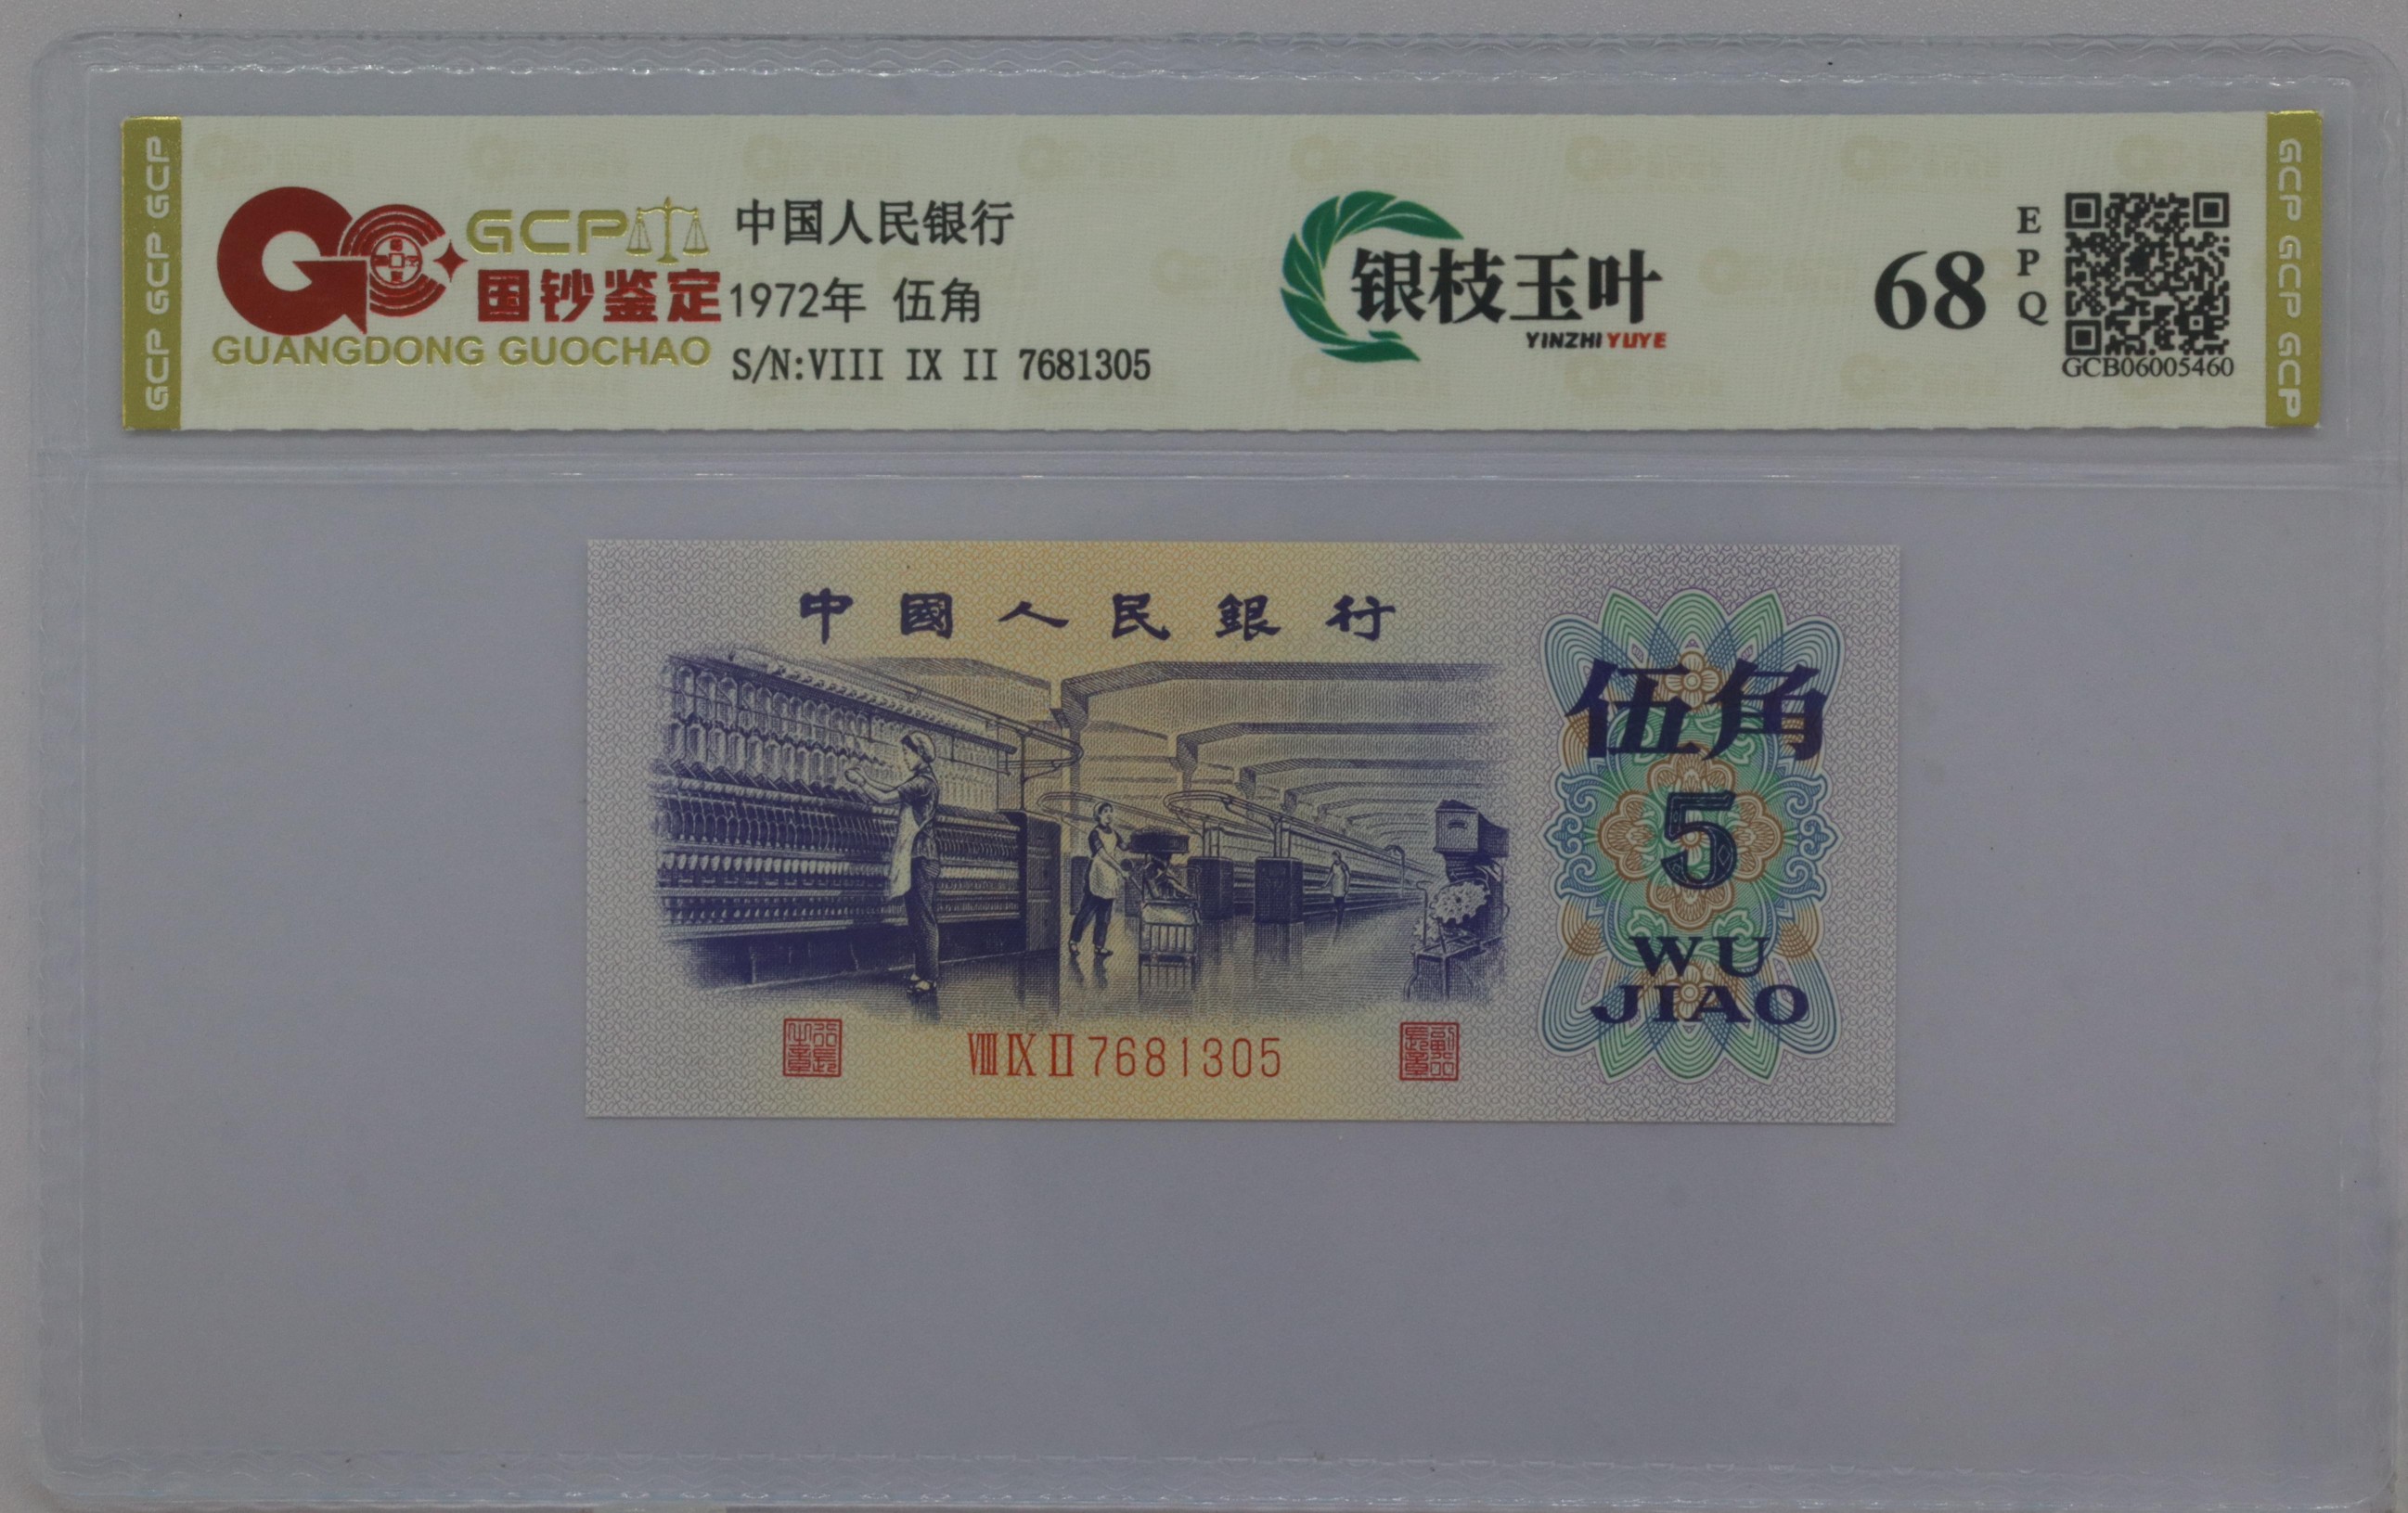 GCP GCP GCP
GCP
国钞鉴定
GUANGDONG GUOCHAO
中国人民银行
1972年 伍角
S/N:VIII IX II 7681305
银枝玉叶
YINZHI YUYE
68
EPQ
GCB06005460
GCP GCP GCP
中國人民銀行
伍角
5
WU
JIAO
VIII IX II 7681305